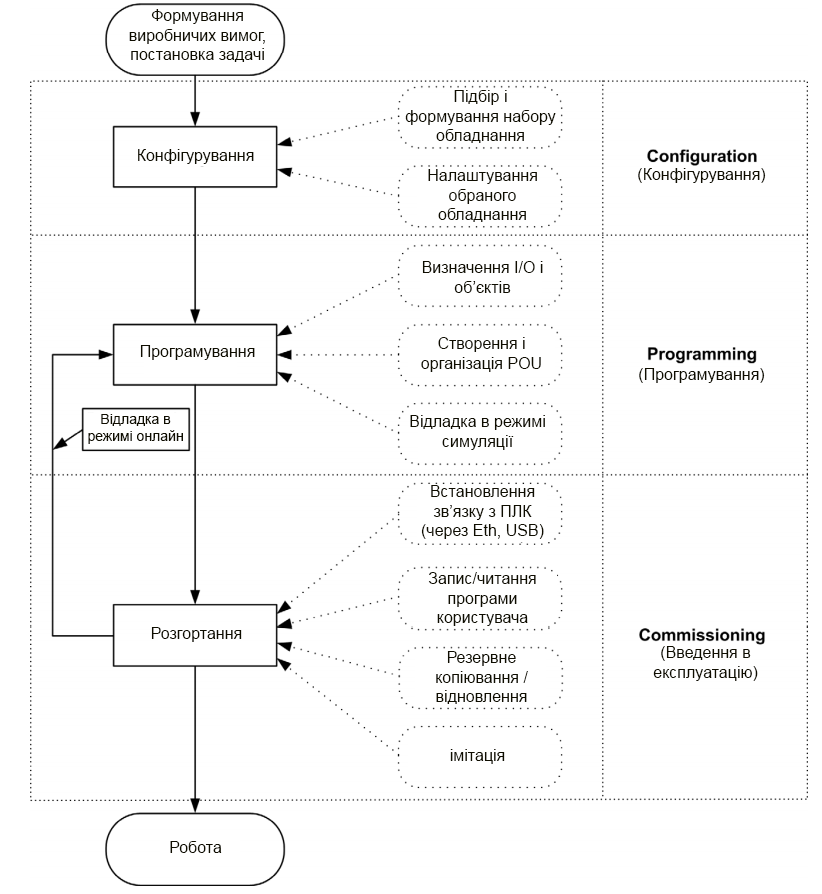 Формування
виробничих вимог,
постановка задачі
Підбір і
формування набору
обладнання
Конфігурування
Налаштування
обраного
обладнання
Configuration
(Конфігурування)
Визначення I/O і
об’єктів
Програмування
Створення і
організація POU
Відладка в режимі
симуляції
Programming
(Програмування)
Відладка в
режимі онлайн
Встановлення
зв’язку з ПЛК
(через Eth, USB)
Запис/читання
програми
користувача
Розгортання
Резервне
копіювання /
відновлення
імітація
Commissioning
(Введення в
експлуатацію)
Робота